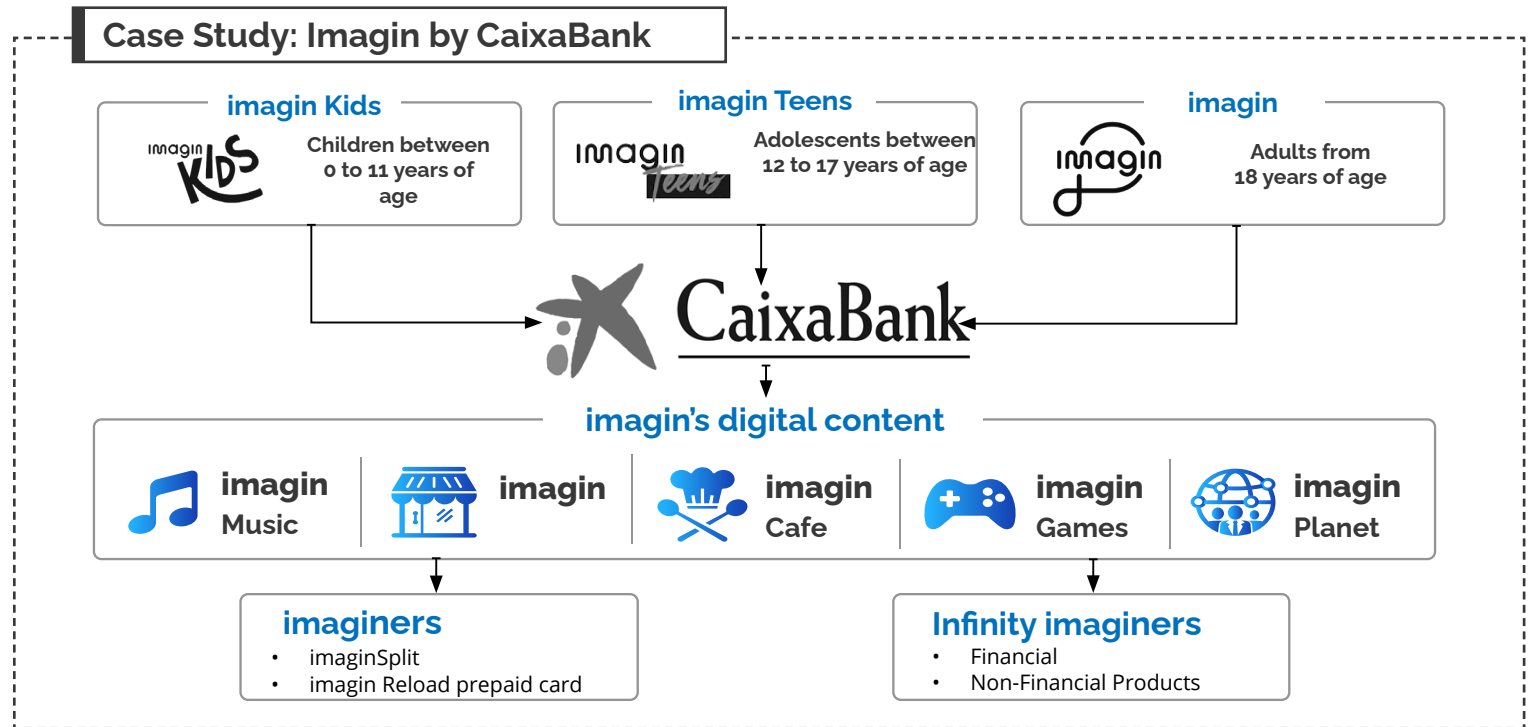 Case Study: Imagin by CaixaBank
imagin Kids
imagin
KIDS
Children between
0 to 11 years of
age
imagin Teens
imagin
Teens
Adolescents between
12 to 17 years of age
imagin
imagin
Adults from
18 years of age
CaixaBank
imagin’s digital content
imagin
Music
imagin
imagin
Cafe
imagin
Games
imagin
Planet
imaginers
• imaginSplit
• imagin Reload prepaid card
Infinity imaginers
• Financial
• Non-Financial Products